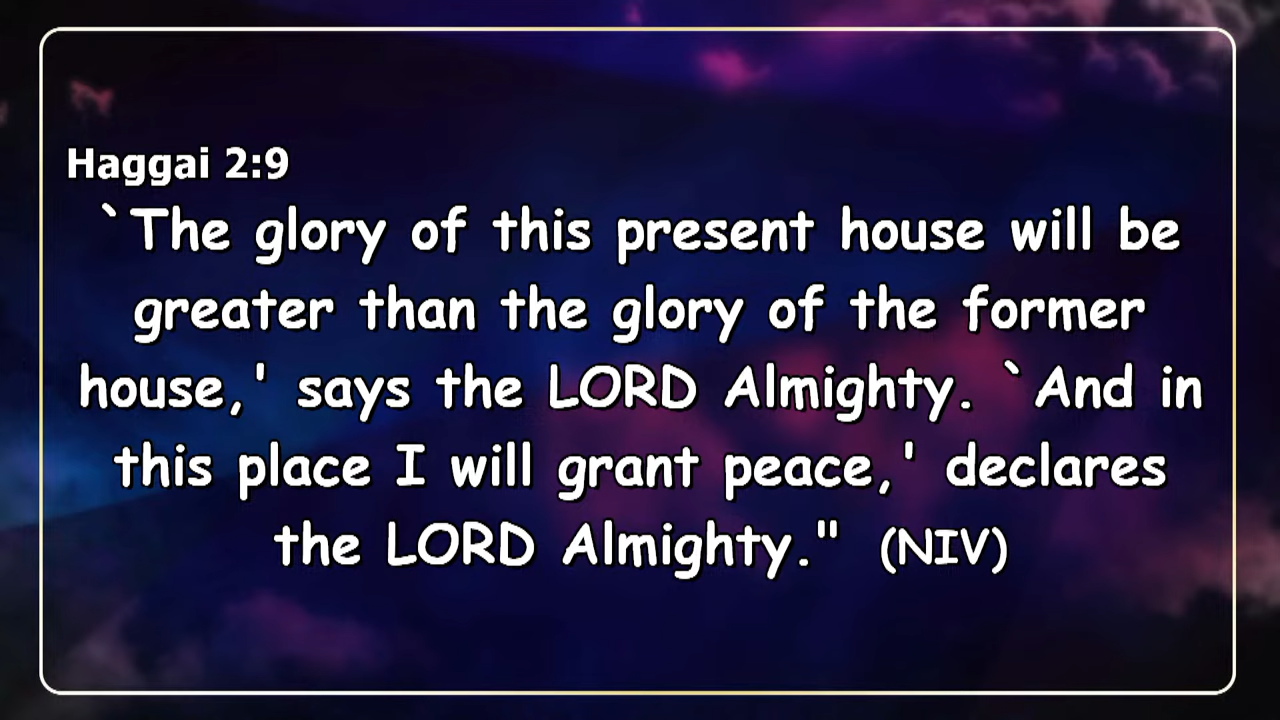 Haggai 2:9
`The glory of this present house will be
greater than the glory of the former
house,' says the LORD Almighty. `And in
this place I will grant peace,' declares
the LORD Almighty." (NIV)